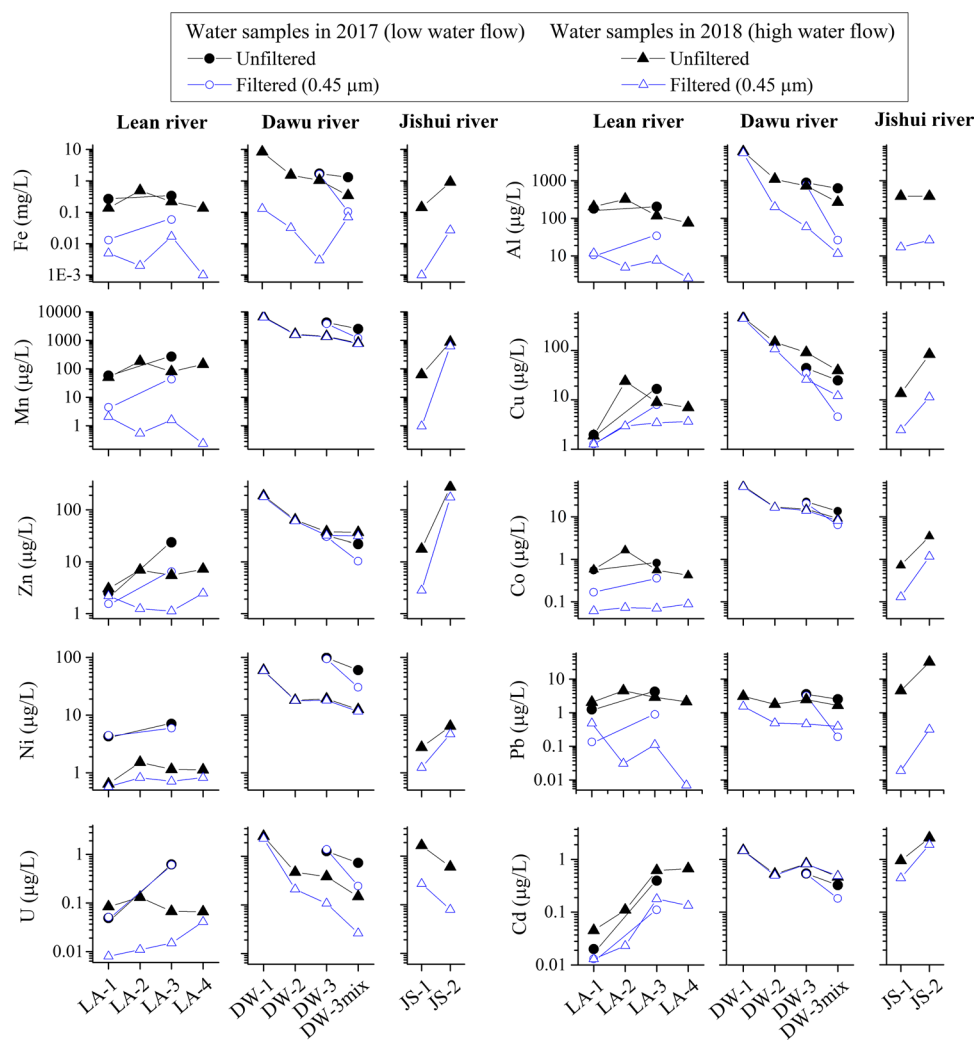 Water samples in 2017 (low water flow) Water samples in 2018 (high water flow)
Unfiltered Unfiltered
Filtered (0.45 µm) Filtered (0.45 µm)
Lean river Dawu river Jishui river Lean river Dawu river Jishui river
Fe (mg/L)
10
1
0.1
0.01
1E-3
Al (µg/L)
1000
100
10
Mn (µg/L)
10000
1000
100
10
1
Cu (µg/L)
100
10
1
Zn (µg/L)
100
10
1
Co (µg/L)
10
1
0.1
Ni (µg/L)
100
10
1
Pb (µg/L)
10
1
0.1
0.01
U (µg/L)
1
0.1
0.01
Cd (µg/L)
1
0.1
0.01
LA-1 LA-2 LA-3 LA-4 DW-1 DW-2 DW-3 DW-3mix JS-1 JS-2 LA-1 LA-2 LA-3 LA-4 DW-1 DW-2 DW-3 DW-3mix JS-1 JS-2